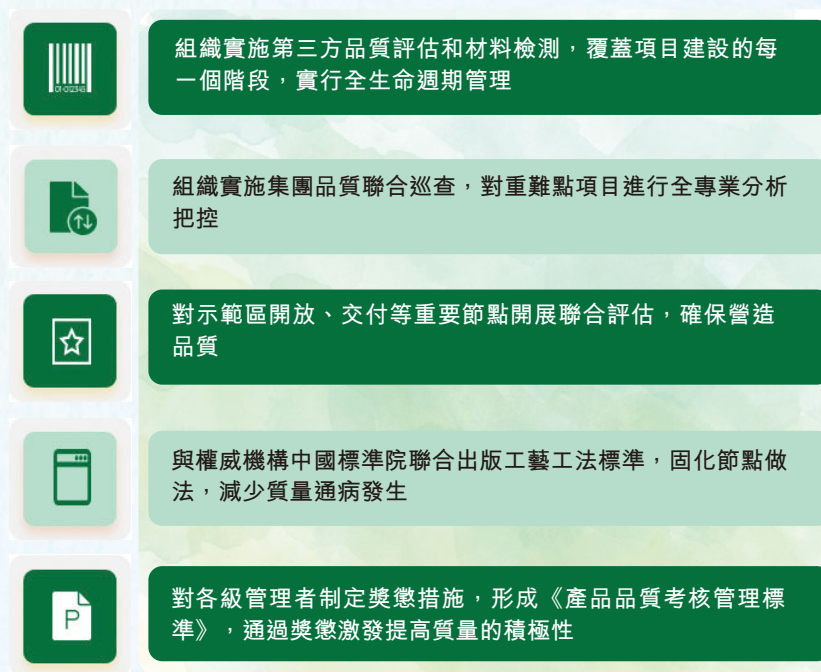 01-012345
組織實施第三方品質評估和材料檢測，覆蓋項目建設的每
一個階段，實行全生命週期管理
組織實施集團品質聯合巡查，對重難點項目進行全專業分析
把控
對示範區開放、交付等重要節點開展聯合評估，確保營造
品質
與權威機構中國標準院聯合出版工藝工法標準，固化節點做
法，減少質量通病發生
P
對各級管理者制定獎懲措施，形成《產品品質考核管理標
準》，通過獎懲激發提高質量的積極性